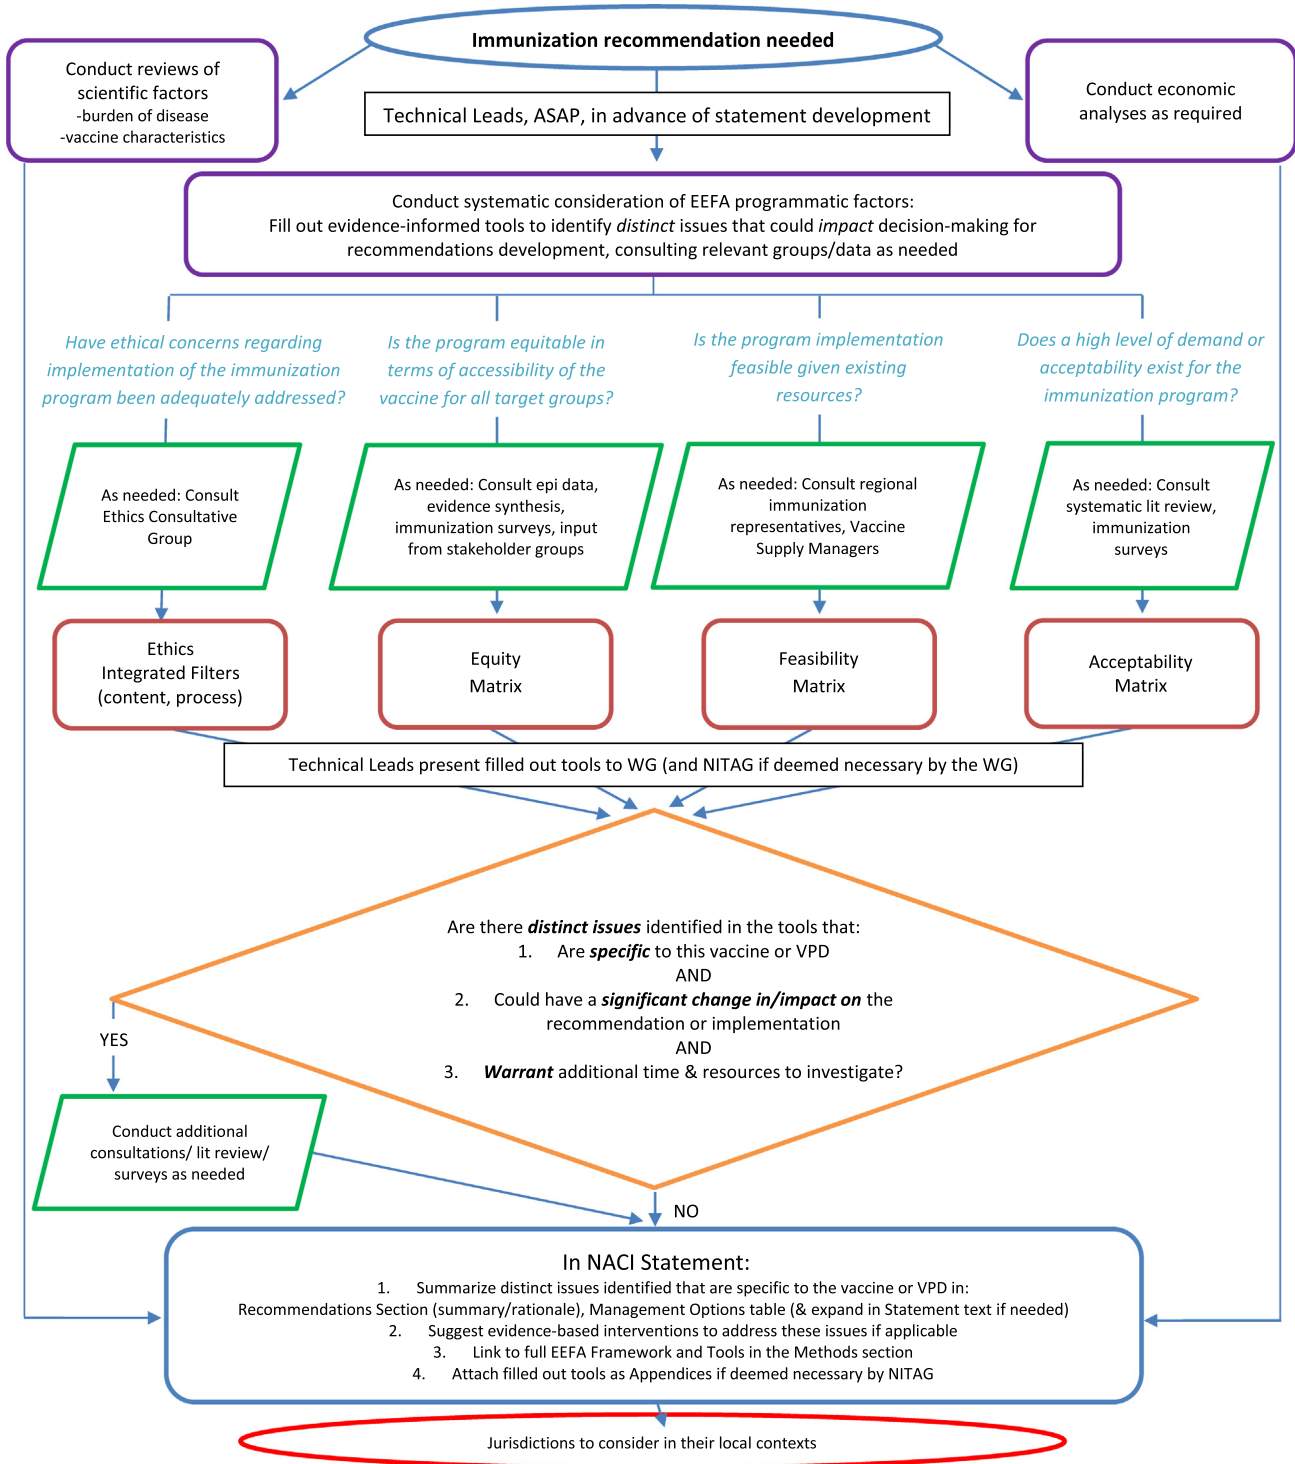 Immunization recommendation needed
Conduct reviews of
scientific factors
-burden of disease
-vaccine characteristics
Technical Leads, ASAP, in advance of statement development
Conduct economic
analyses as required
Conduct systematic consideration of EEFA programmatic factors:
Fill out evidence-informed tools to identify distinct issues that could impact decision-making for
recommendations development, consulting relevant groups/data as needed
Have ethical concerns regarding
implementation of the immunization
program been adequately addressed?
Is the program equitable in
terms of accessibility of the
vaccine for all target groups?
Is the program implementation
feasible given existing
resources?
Does a high level of demand or
acceptability exist for the
immunization program?
As needed: Consult
Ethics Consultative
Group
As needed: Consult epi data,
evidence synthesis,
immunization surveys, input
from stakeholder groups
As needed: Consult regional
immunization
representatives, Vaccine
Supply Managers
As needed: Consult
systematic lit review,
immunization
surveys
Ethics
Integrated Filters
(content, process)
Equity
Matrix
Feasibility
Matrix
Acceptability
Matrix
Technical Leads present filled out tools to WG (and NITAG if deemed necessary by the WG)
Are there distinct issues identified in the tools that:
1. Are specific to this vaccine or VPD
AND
2. Could have a significant change in/impact on the
recommendation or implementation
AND
3. Warrant additional time & resources to investigate?
YES
Conduct additional
consultations/ lit review/
surveys as needed
NO
In NACI Statement:
1. Summarize distinct issues identified that are specific to the vaccine or VPD in:
Recommendations Section (summary/rationale), Management Options table (& expand in Statement text if needed)
2. Suggest evidence-based interventions to address these issues if applicable
3. Link to full EEFA Framework and Tools in the Methods section
4. Attach filled out tools as Appendices if deemed necessary by NITAG
Jurisdictions to consider in their local contexts